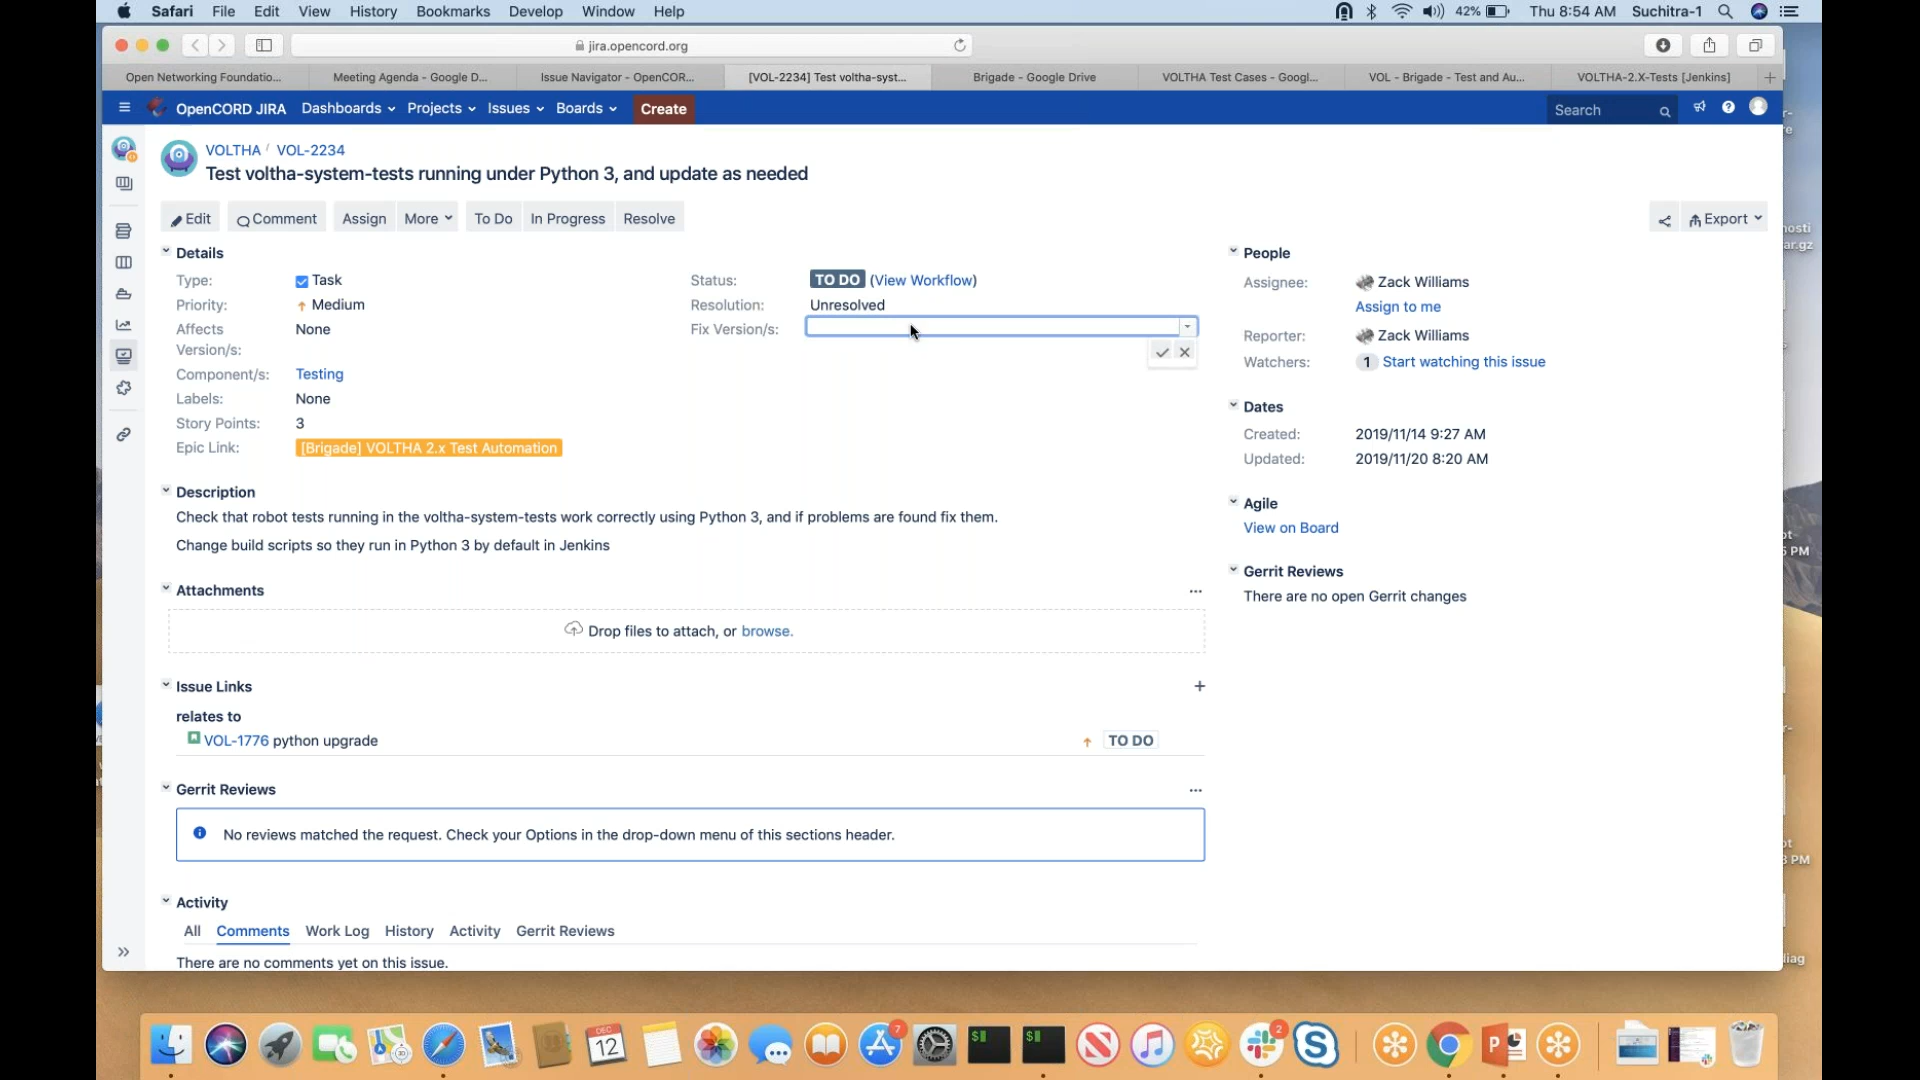 Safari File Edit View History Bookmarks Develop Window Help 42% Thu 8:54 AM Suchitra-1
jira.opencord.org
Open Networking Foundatio... Meeting Agenda - Google D... Issue Navigator - OpenCOR... [VOL-2234] Test voltha-syst... Brigade - Google Drive VOLTHA Test Cases - Googl... VOL - Brigade - Test and Au... VOLTHA-2.X-Tests [Jenkins]
OpenCORD JIRA Dashboards Projects Issues Boards Create Search
VOLTHA / VOL-2234
Test voltha-system-tests running under Python 3, and update as needed
Edit Comment Assign More To Do In Progress Resolve Export
Details
Type: Task
Priority: Medium
Affects Version/s: None
Component/s: Testing
Labels: None
Story Points: 3
Epic Link: [Brigade] VOLTHA 2.x Test Automation
Status: TO DO (View Workflow)
Resolution: Unresolved
Fix Version/s:
People
Assignee: Zack Williams
Assign to me
Reporter: Zack Williams
Watchers: 1 Start watching this issue
Dates
Created: 2019/11/14 9:27 AM
Updated: 2019/11/20 8:20 AM
Agile
View on Board
Gerrit Reviews
There are no open Gerrit changes
Description
Check that robot tests running in the voltha-system-tests work correctly using Python 3, and if problems are found fix them.
Change build scripts so they run in Python 3 by default in Jenkins
Attachments
Drop files to attach, or browse.
Issue Links
relates to
VOL-1776 python upgrade TO DO
Gerrit Reviews
No reviews matched the request. Check your Options in the drop-down menu of this sections header.
Activity
All Comments Work Log History Activity Gerrit Reviews
There are no comments yet on this issue.
DEC
12
7
2